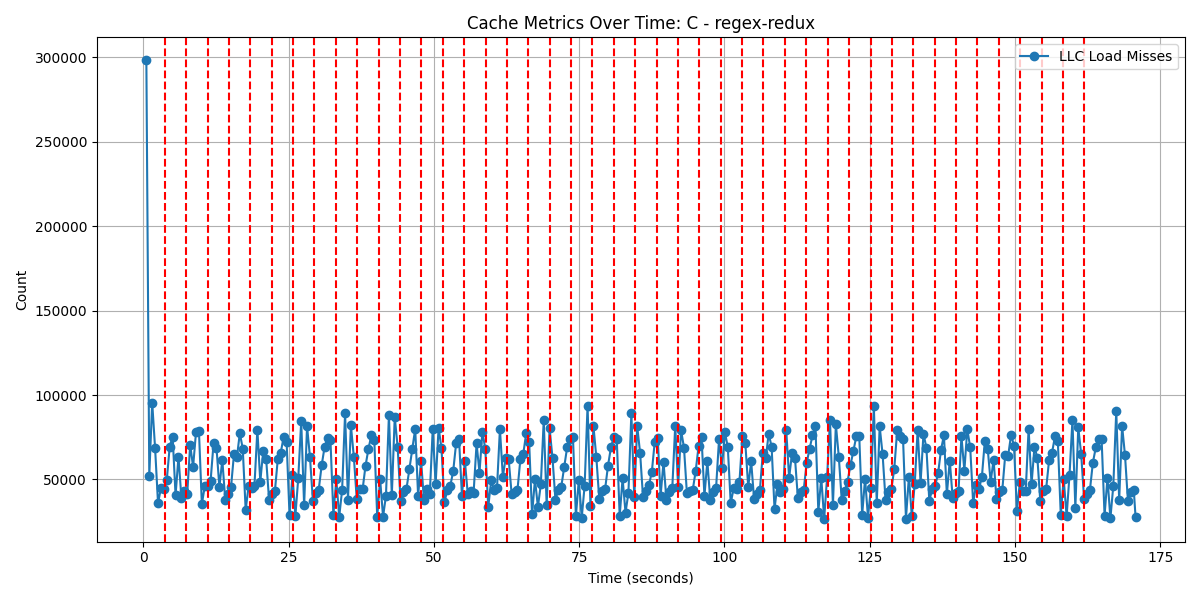 Cache Metrics Over Time: C - regex-redux
LLC Load Misses
300000
250000
200000
150000
100000
50000
Count
0 25 50 75 100 125 150 175
Time (seconds)